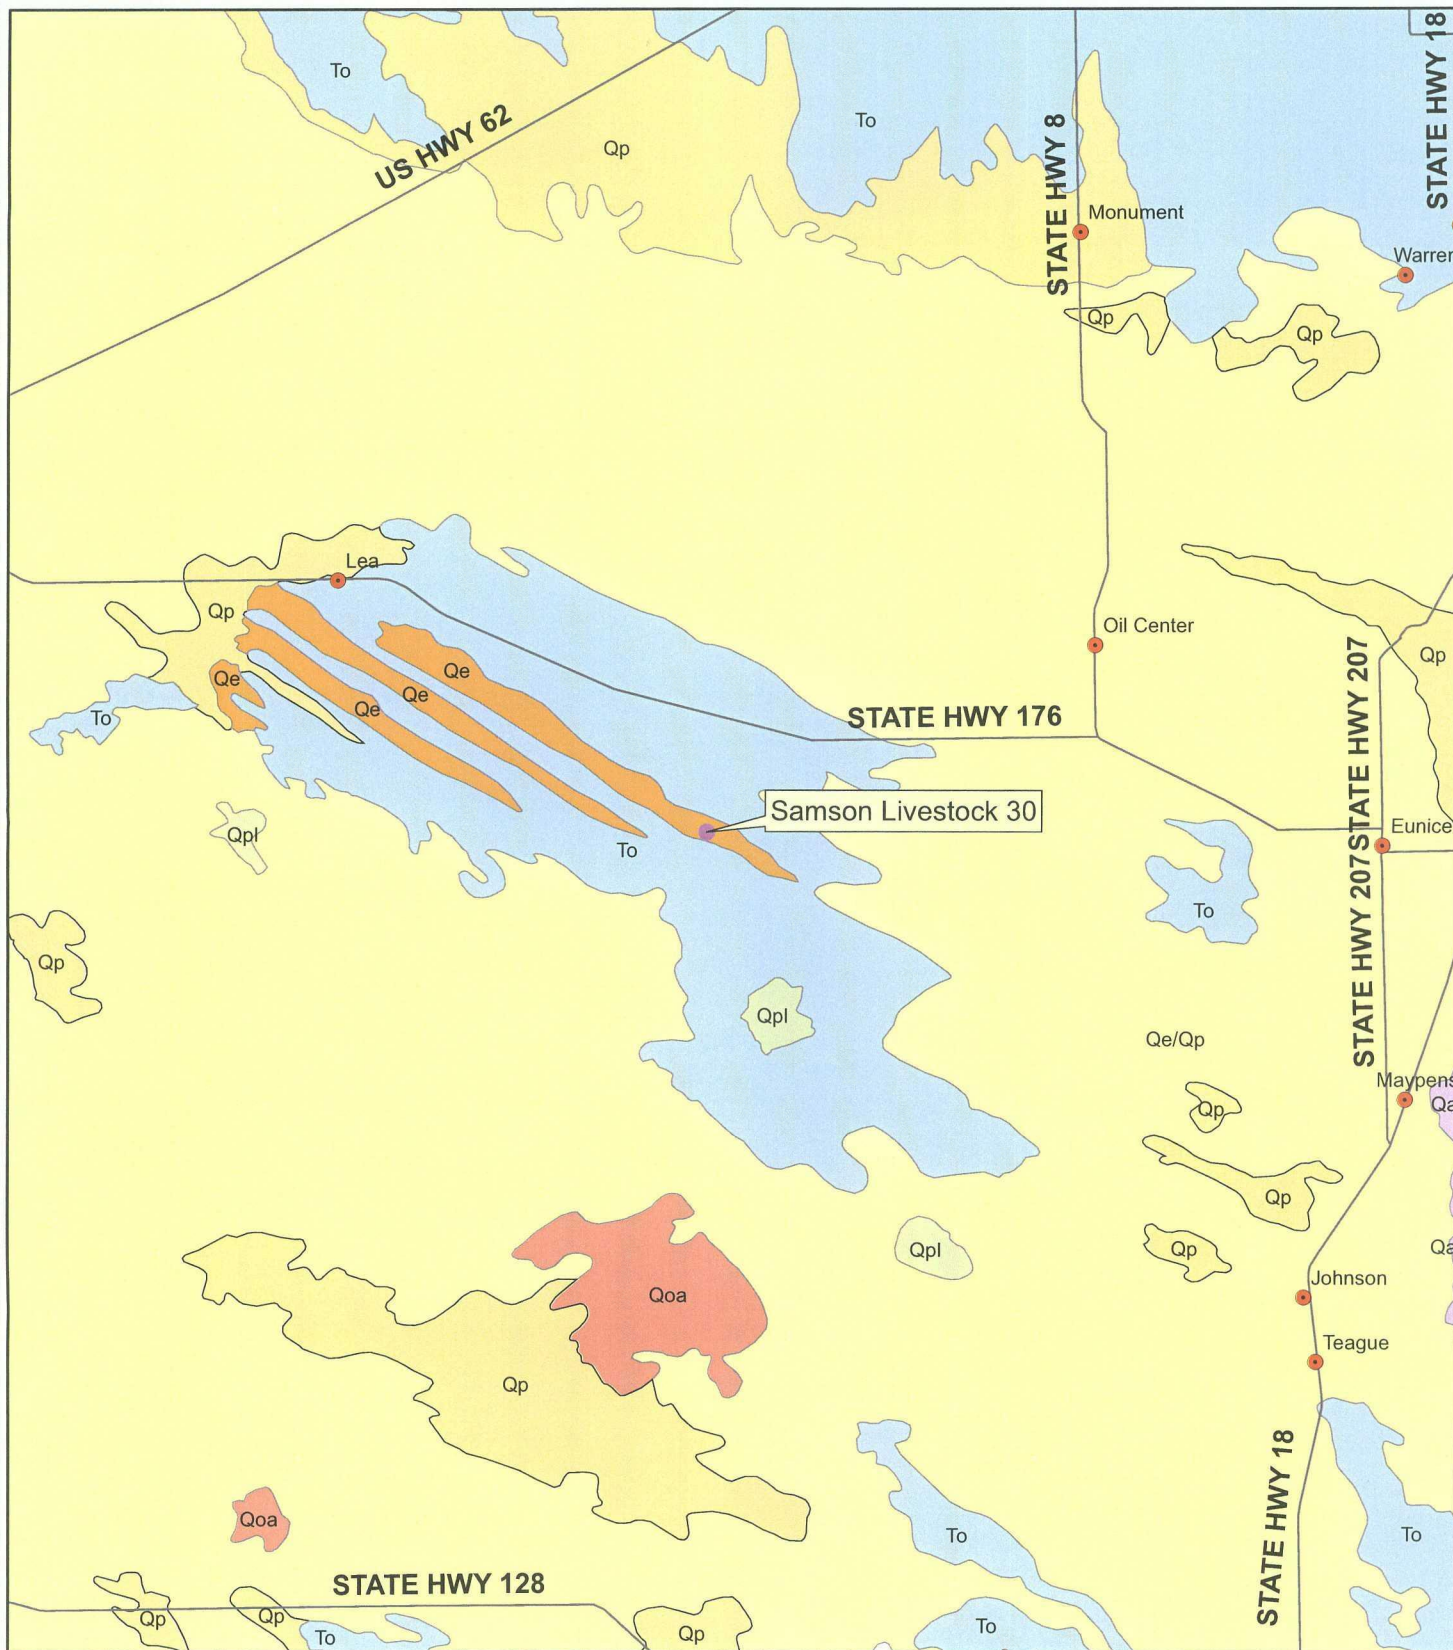 STATE HWY 18
To
US HWY 62
Qp
To
STATE HWY 8
Monument
Qp
Qp
Lea
Qp
Qe
Qe
Qe
Qe
To
Oil Center
Qp
STATE HWY 176
STATE HWY 207
Samson Livestock 30
Qpl
To
Eunice
To
STATE HWY 207
Qp
Qpl
Qe/Qp
Qp
Qp
Qp
Qpl
Qoa
Johnson
Teague
Qp
Qoa
To
To
STATE HWY 18
STATE HWY 128
Qp
Qp
To
Qp
To